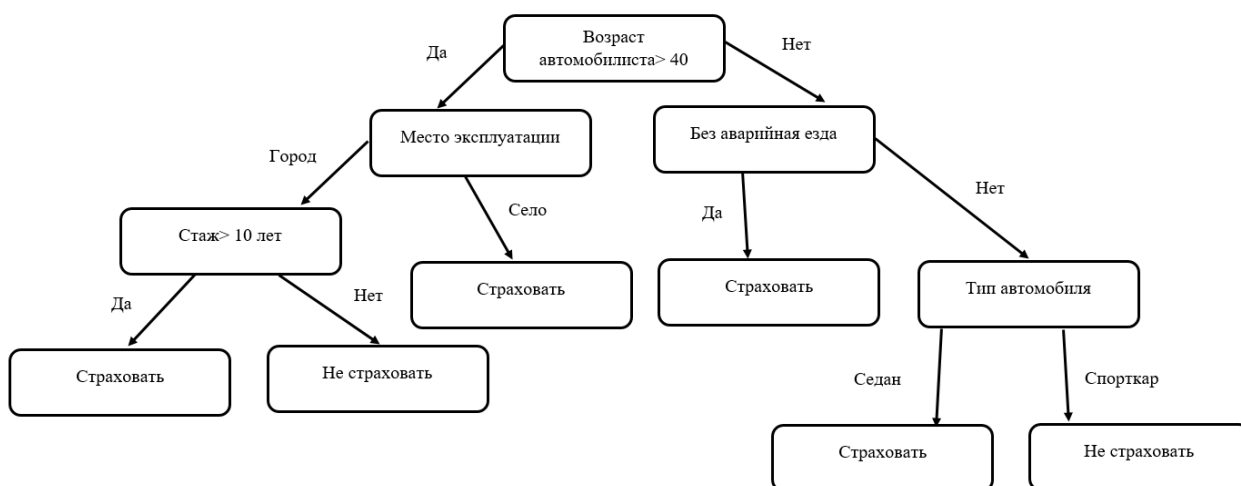 Возраст
автомобилиста> 40
Да
Нет
Место эксплуатации
Без аварийная езда
Город
Село
Да
Нет
Стаж> 10 лет
Страховать
Страховать
Тип автомобиля
Да
Нет
Страховать
Не страховать
Седан
Спорткар
Страховать
Не страховать